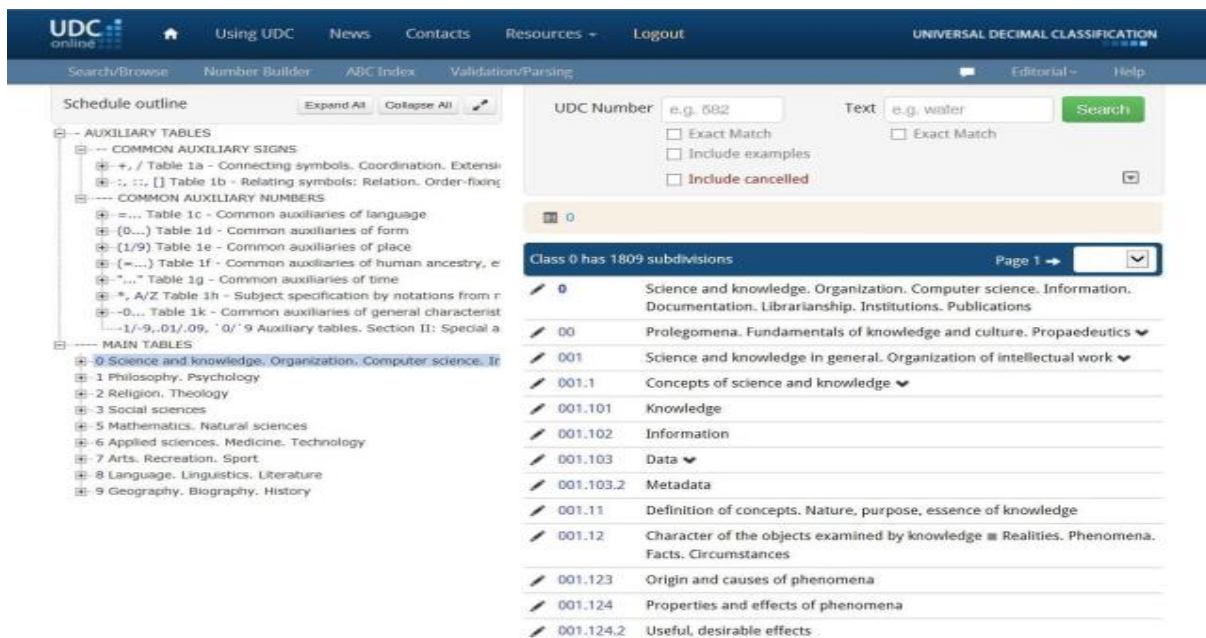 UDC online
Using UDC News Contacts Resources Logout
UNIVERSAL DECIMAL CLASSIFICATION
Search/Browse Number Builder ABC Index Validation/Parsing
Editorial Help
Schedule outline Expand All Collapse All
- AUXILIARY TABLES
-- COMMON AUXILIARY SIGNS
+, / Table 1a - Connecting symbols. Coordination. Extensi
:, ::, [] Table 1b - Relating symbols: Relation. Order-fixing
--- COMMON AUXILIARY NUMBERS
=... Table 1c - Common auxiliaries of language
(0...) Table 1d - Common auxiliaries of form
(1/9) Table 1e - Common auxiliaries of place
(=...) Table 1f - Common auxiliaries of human ancestry, e
"..." Table 1g - Common auxiliaries of time
*, A/Z Table 1h - Subject specification by notations from r
-0... Table 1k - Common auxiliaries of general characterist
-1/-9,.01/.09, `0/`9 Auxiliary tables. Section II: Special a
---- MAIN TABLES
0 Science and knowledge. Organization. Computer science. Ir
1 Philosophy. Psychology
2 Religion. Theology
3 Social sciences
5 Mathematics. Natural sciences
6 Applied sciences. Medicine. Technology
7 Arts. Recreation. Sport
8 Language. Linguistics. Literature
9 Geography. Biography. History
UDC Number e.g. 582 Text e.g. water Search
Exact Match Exact Match
Include examples
Include cancelled
0
Class 0 has 1809 subdivisions Page 1
0 Science and knowledge. Organization. Computer science. Information.
Documentation. Librarianship. Institutions. Publications
00 Prolegomena. Fundamentals of knowledge and culture. Propaedeutics
001 Science and knowledge in general. Organization of intellectual work
001.1 Concepts of science and knowledge
001.101 Knowledge
001.102 Information
001.103 Data
001.103.2 Metadata
001.11 Definition of concepts. Nature, purpose, essence of knowledge
001.12 Character of the objects examined by knowledge ≡ Realities. Phenomena.
Facts. Circumstances
001.123 Origin and causes of phenomena
001.124 Properties and effects of phenomena
001.124.2 Useful, desirable effects